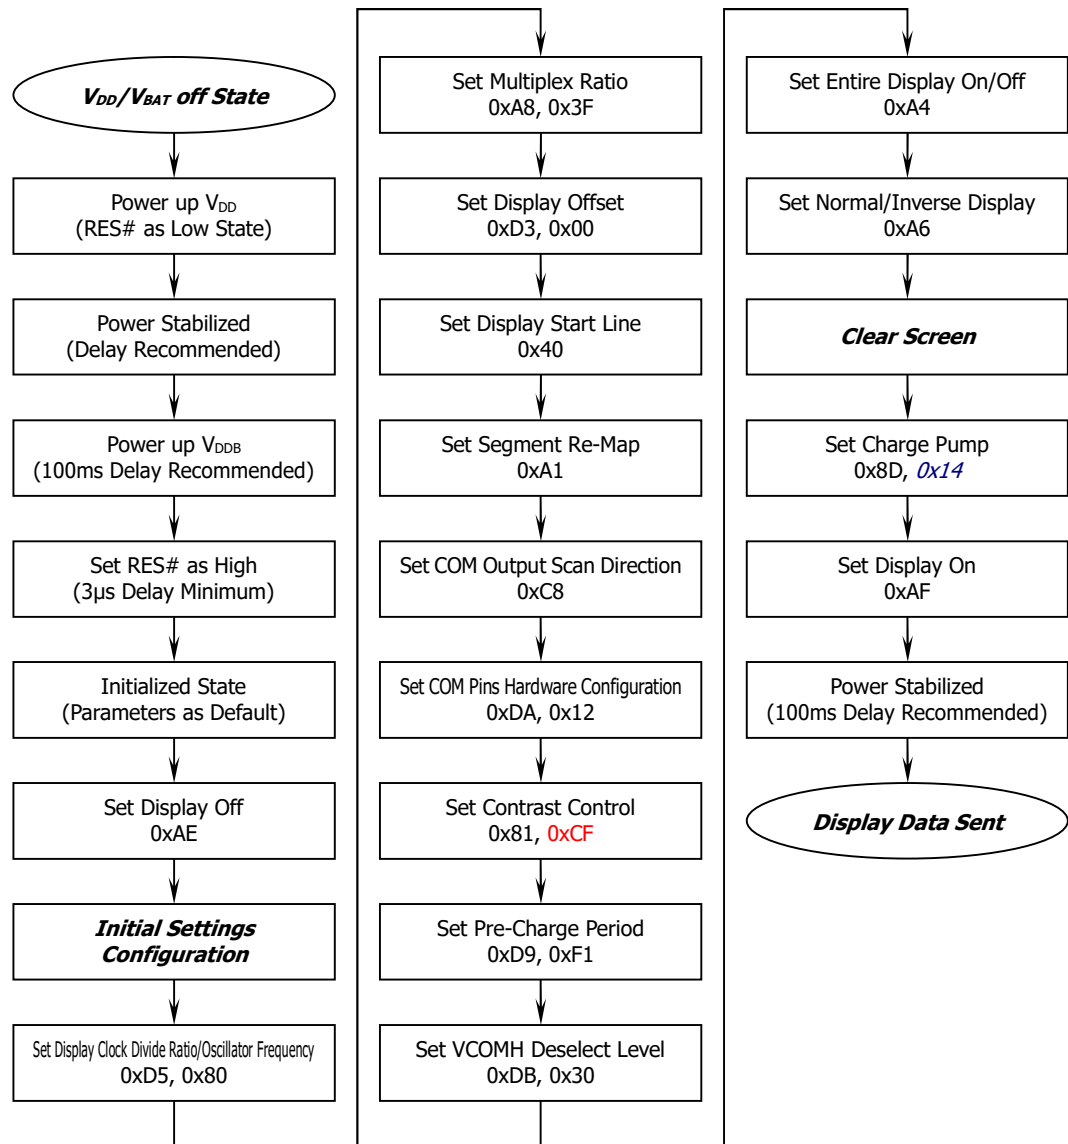 V_DD/V_BAT off State
Power up V_DD
(RES# as Low State)
Power Stabilized
(Delay Recommended)
Power up V_DDB
(100ms Delay Recommended)
Set RES# as High
(3µs Delay Minimum)
Initialized State
(Parameters as Default)
Set Display Off
0xAE
Initial Settings
Configuration
Set Display Clock Divide Ratio/Oscillator Frequency
0xD5, 0x80
Set Multiplex Ratio
0xA8, 0x3F
Set Display Offset
0xD3, 0x00
Set Display Start Line
0x40
Set Segment Re-Map
0xA1
Set COM Output Scan Direction
0xC8
Set COM Pins Hardware Configuration
0xDA, 0x12
Set Contrast Control
0x81, 0xCF
Set Pre-Charge Period
0xD9, 0xF1
Set VCOMH Deselect Level
0xDB, 0x30
Set Entire Display On/Off
0xA4
Set Normal/Inverse Display
0xA6
Clear Screen
Set Charge Pump
0x8D, 0x14
Set Display On
0xAF
Power Stabilized
(100ms Delay Recommended)
Display Data Sent